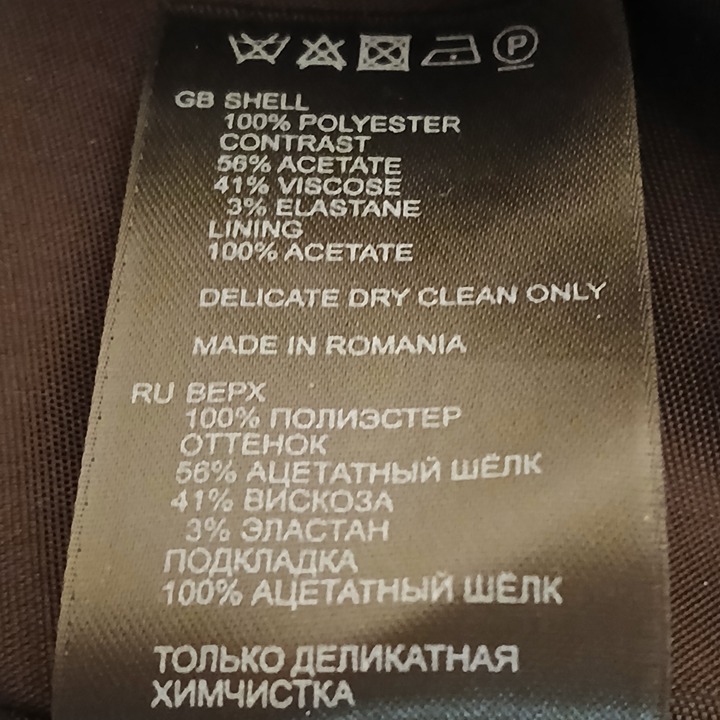 P
GB SHELL
100% POLYESTER
CONTRAST
56% ACETATE
41% VISCOSE
3% ELASTANE
LINING
100% ACETATE
DELICATE DRY CLEAN ONLY
MADE IN ROMANIA
RU ВЕРХ
100% ПОЛИЭСТЕР
ОТТЕНОК
56% АЦЕТАТНЫЙ ШЁЛК
41% ВИСКОЗА
3% ЭЛАСТАН
ПОДКЛАДКА
100% АЦЕТАТНЫЙ ШЁЛК
ТОЛЬКО ДЕЛИКАТНАЯ
ХИМЧИСТКА